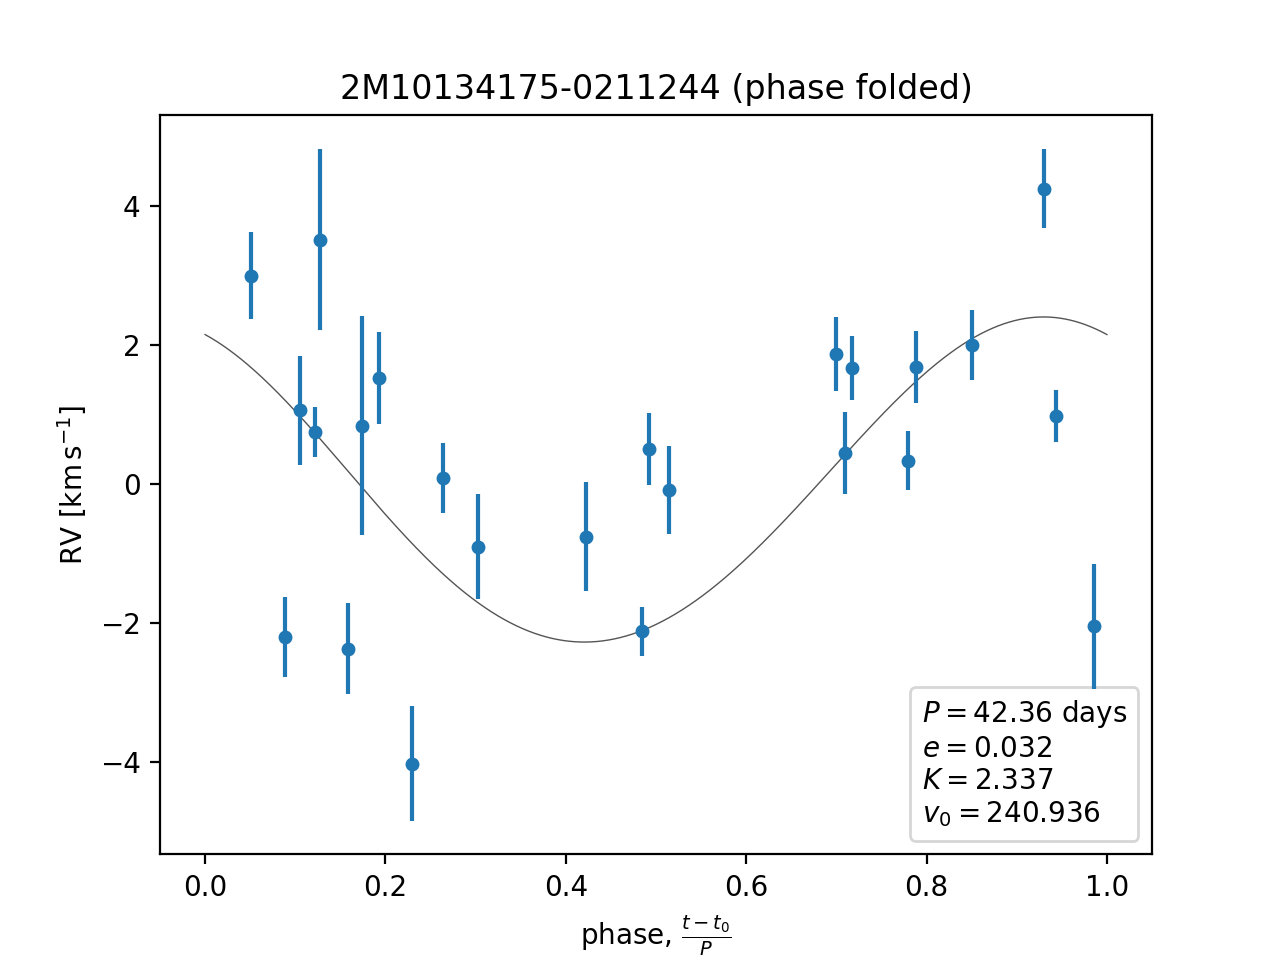 2M10134175-0211244 (phase folded)
RV [km s⁻¹]
4
2
0
−2
−4
P = 42.36 days
e = 0.032
K = 2.337
v₀ = 240.936
0.0 0.2 0.4 0.6 0.8 1.0
phase, (t − t₀)/P